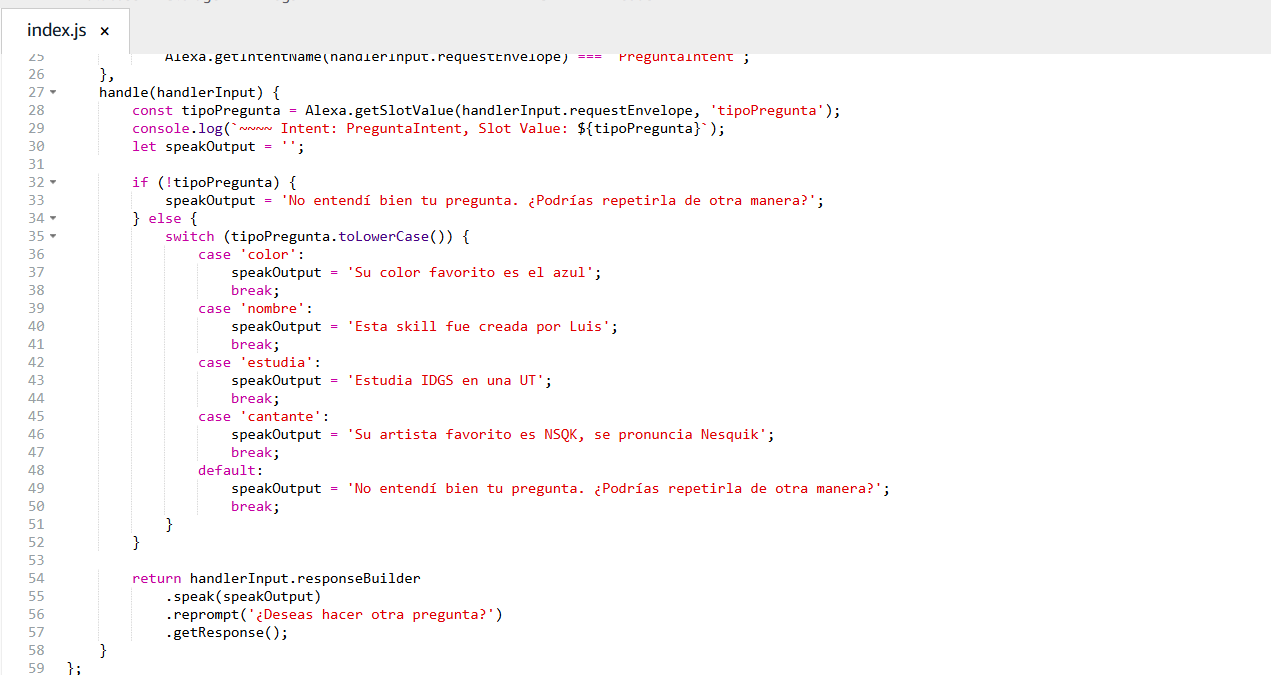 index.js ×
25 Alexa.getIntentName(handlerInput.requestEnvelope) === 'PreguntaIntent';
26 },
27 handle(handlerInput) {
28 const tipoPregunta = Alexa.getSlotValue(handlerInput.requestEnvelope, 'tipoPregunta');
29 console.log(`~~~~ Intent: PreguntaIntent, Slot Value: ${tipoPregunta}`);
30 let speakOutput = '';
31
32 if (!tipoPregunta) {
33 speakOutput = 'No entendí bien tu pregunta. ¿Podrías repetirla de otra manera?';
34 } else {
35 switch (tipoPregunta.toLowerCase()) {
36 case 'color':
37 speakOutput = 'Su color favorito es el azul';
38 break;
39 case 'nombre':
40 speakOutput = 'Esta skill fue creada por Luis';
41 break;
42 case 'estudia':
43 speakOutput = 'Estudia IDGS en una UT';
44 break;
45 case 'cantante':
46 speakOutput = 'Su artista favorito es NSQK, se pronuncia Nesquik';
47 break;
48 default:
49 speakOutput = 'No entendí bien tu pregunta. ¿Podrías repetirla de otra manera?';
50 break;
51 }
52 }
53
54 return handlerInput.responseBuilder
55 .speak(speakOutput)
56 .reprompt('¿Deseas hacer otra pregunta?')
57 .getResponse();
58 }
59 };